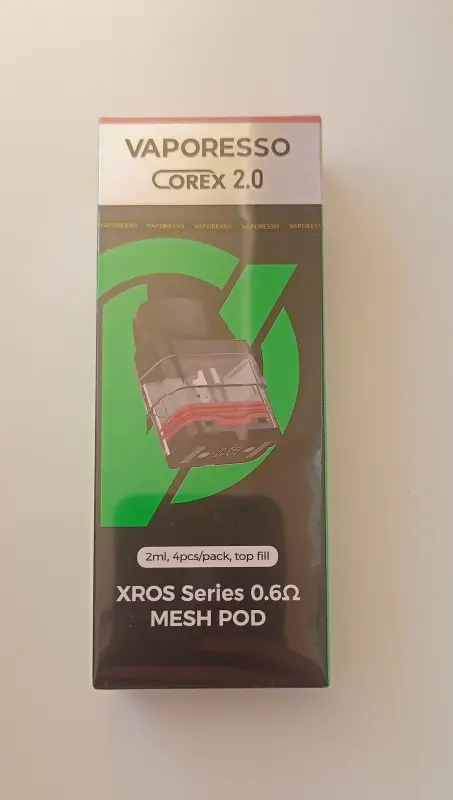 VAPORESSO
COREX 2.0
VAPORESSO VAPORESSO VAPORESSO VAPORESSO VAPORESSO
2ml, 4pcs/pack, top fill
XROS Series 0.6Ω
MESH POD